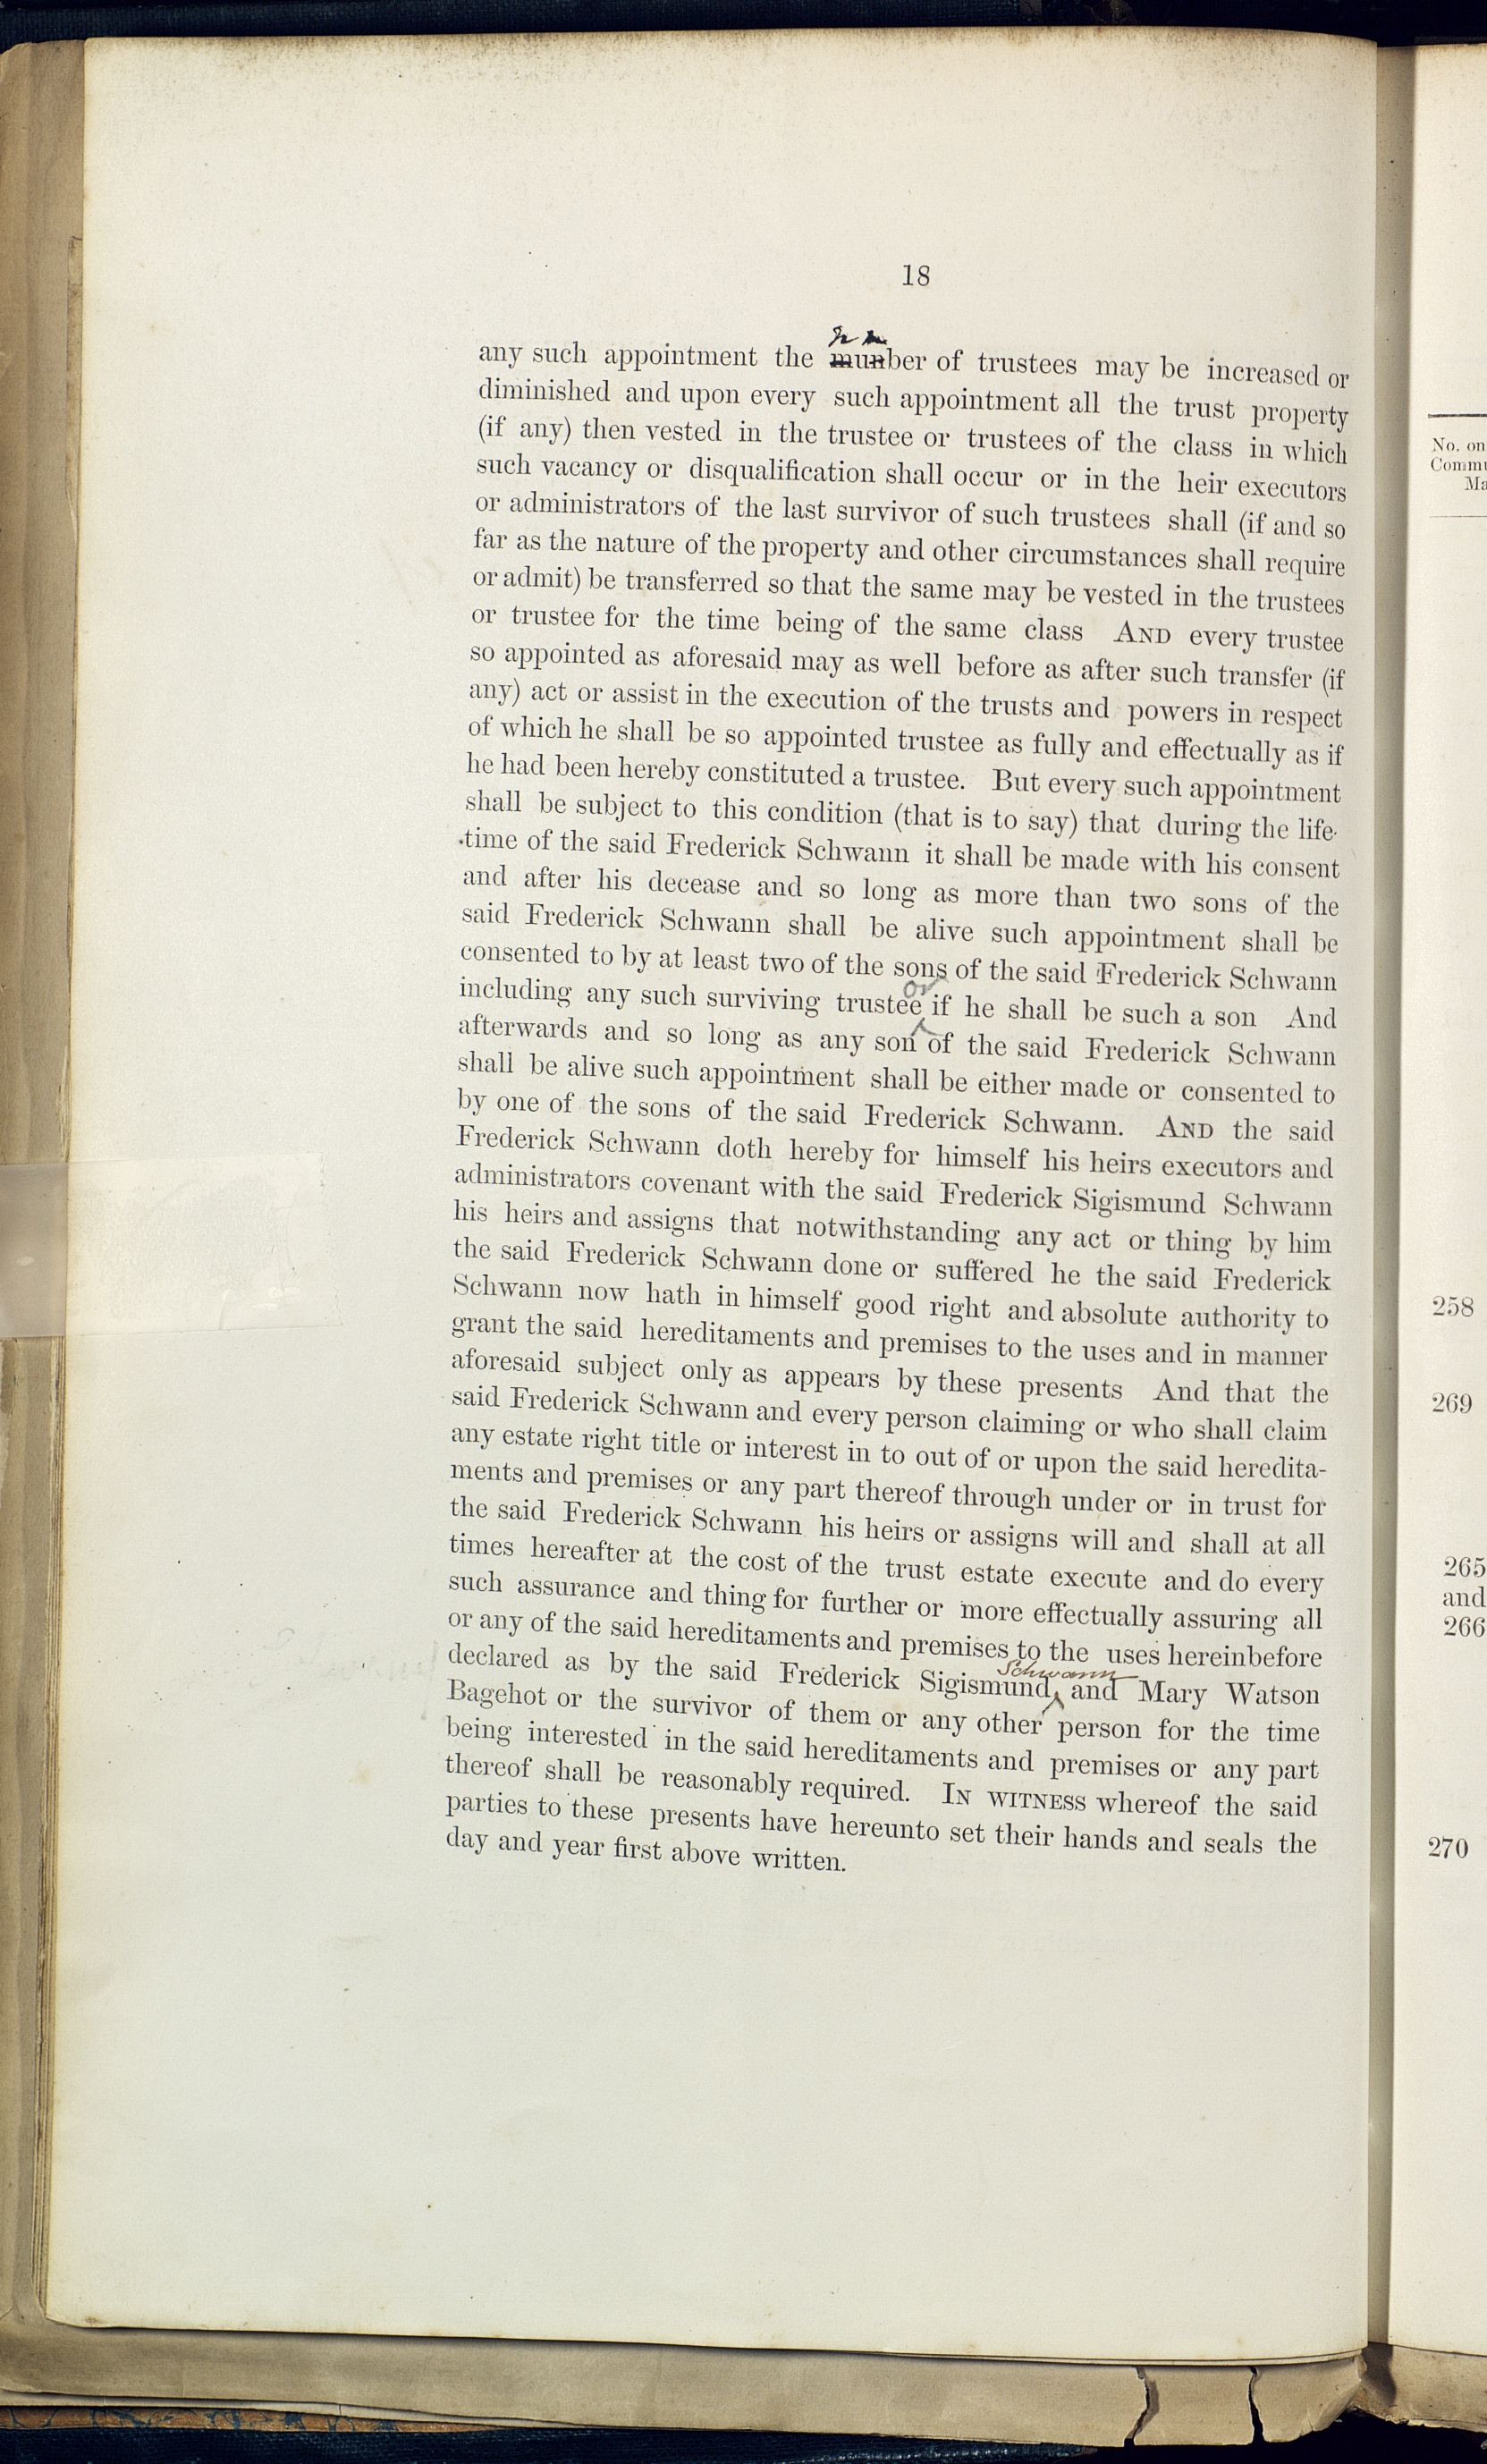 18
n m
any such appointment the munber of trustees may be increased or
diminished and upon every such appointment all the trust property
(if any) then vested in the trustee or trustees of the class in which
such vacancy or disqualification shall occur or in the heir executors
or administrators of the last survivor of such trustees shall (if and so
far as the nature of the property and other circumstances shall require
or admit) be transferred so that the same may be vested in the trustees
or trustee for the time being of the same class AND every trustee
so appointed as aforesaid may as well before as after such transfer (if
any) act or assist in the execution of the trusts and powers in respect
of which he shall be so appointed trustee as fully and effectually as if
he had been hereby constituted a trustee. But every such appointment
shall be subject to this condition (that is to say) that during the life-
time of the said Frederick Schwann it shall be made with his consent
and after his decease and so long as more than two sons of the
said Frederick Schwann shall be alive such appointment shall be
consented to by at least two of the sons of the said Frederick Schwann
or
including any such surviving trustee if he shall be such a son And
afterwards and so long as any son of the said Frederick Schwann
shall be alive such appointment shall be either made or consented to
by one of the sons of the said Frederick Schwann. AND the said
Frederick Schwann doth hereby for himself his heirs executors and
administrators covenant with the said Frederick Sigismund Schwann
his heirs and assigns that notwithstanding any act or thing by him
the said Frederick Schwann done or suffered he the said Frederick
Schwann now hath in himself good right and absolute authority to
grant the said hereditaments and premises to the uses and in manner
aforesaid subject only as appears by these presents And that the
said Frederick Schwann and every person claiming or who shall claim
any estate right title or interest in to out of or upon the said heredita-
ments and premises or any part thereof through under or in trust for
the said Frederick Schwann his heirs or assigns will and shall at all
times hereafter at the cost of the trust estate execute and do every
such assurance and thing for further or more effectually assuring all
or any of the said hereditaments and premises to the uses hereinbefore
Schwann
declared as by the said Frederick Sigismund and Mary Watson
Bagehot or the survivor of them or any other person for the time
being interested in the said hereditaments and premises or any part
thereof shall be reasonably required. IN WITNESS whereof the said
parties to these presents have hereunto set their hands and seals the
day and year first above written.
No. on
Commu
Ma
258
269
265
and
266
270